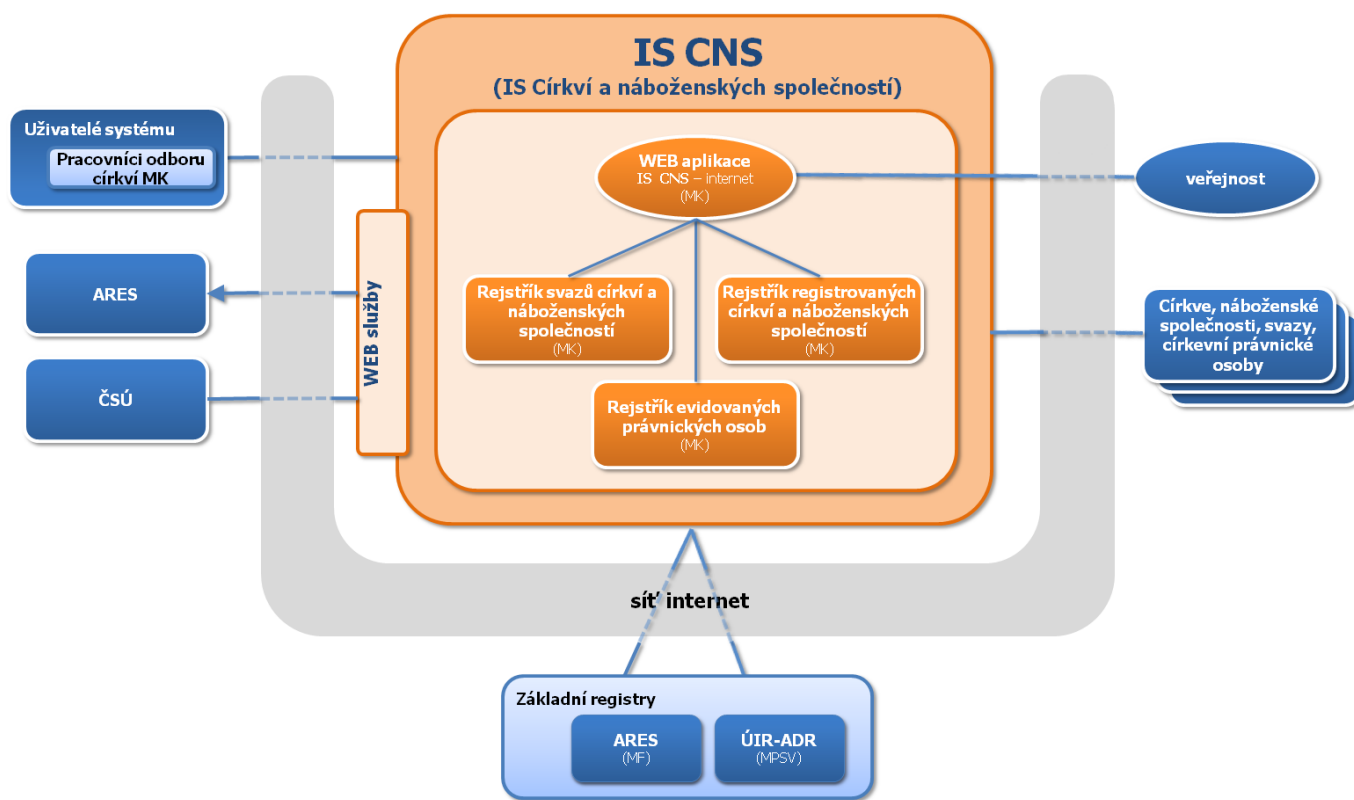 IS CNS
(IS Církví a náboženských společností)
Uživatelé systému
Pracovníci odboru
církví MK
ARES
ČSÚ
WEB služby
WEB aplikace
IS CNS – internet
(MK)
Rejstřík svazů církví a
náboženských
společností
(MK)
Rejstřík registrovaných
církví a náboženských
společností
(MK)
Rejstřík evidovaných
právnických osob
(MK)
veřejnost
Církve, náboženské
společnosti, svazy,
církevní právnické
osoby
síť internet
Základní registry
ARES
(MF)
ÚIR-ADR
(MPSV)